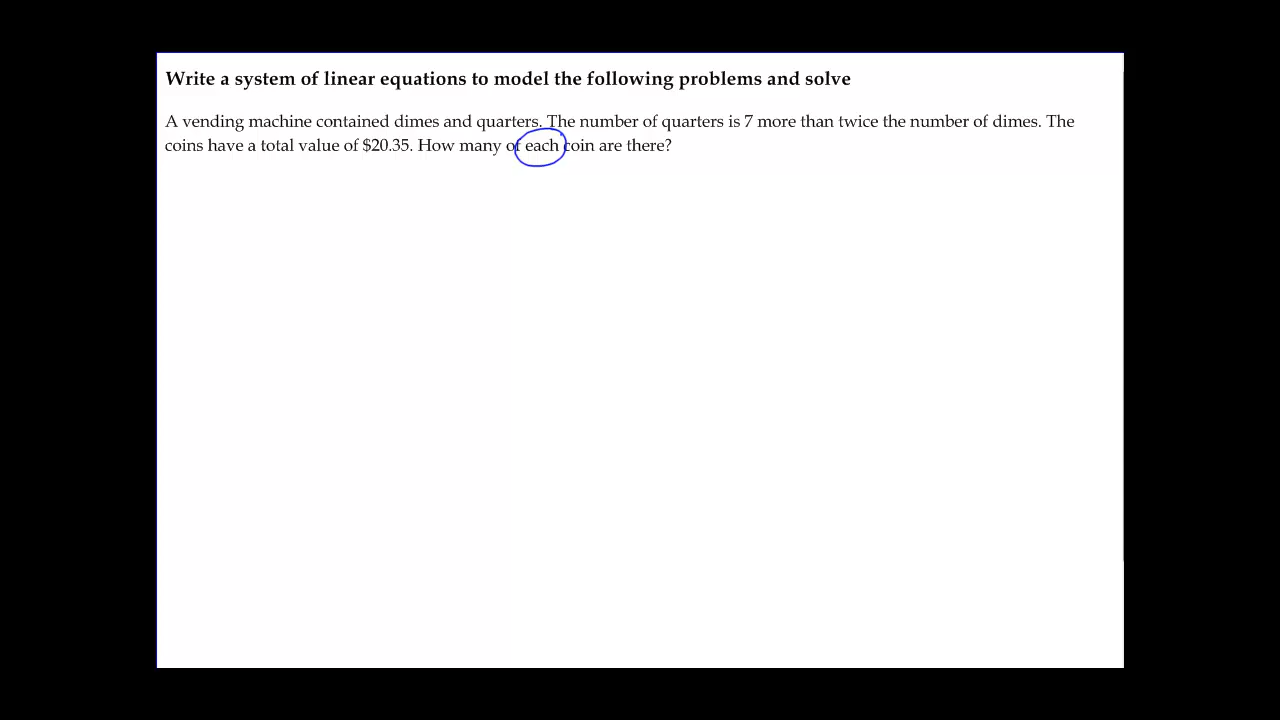 Write a system of linear equations to model the following problems and solve
A vending machine contained dimes and quarters. The number of quarters is 7 more than twice the number of dimes. The
coins have a total value of $20.35. How many of each coin are there?